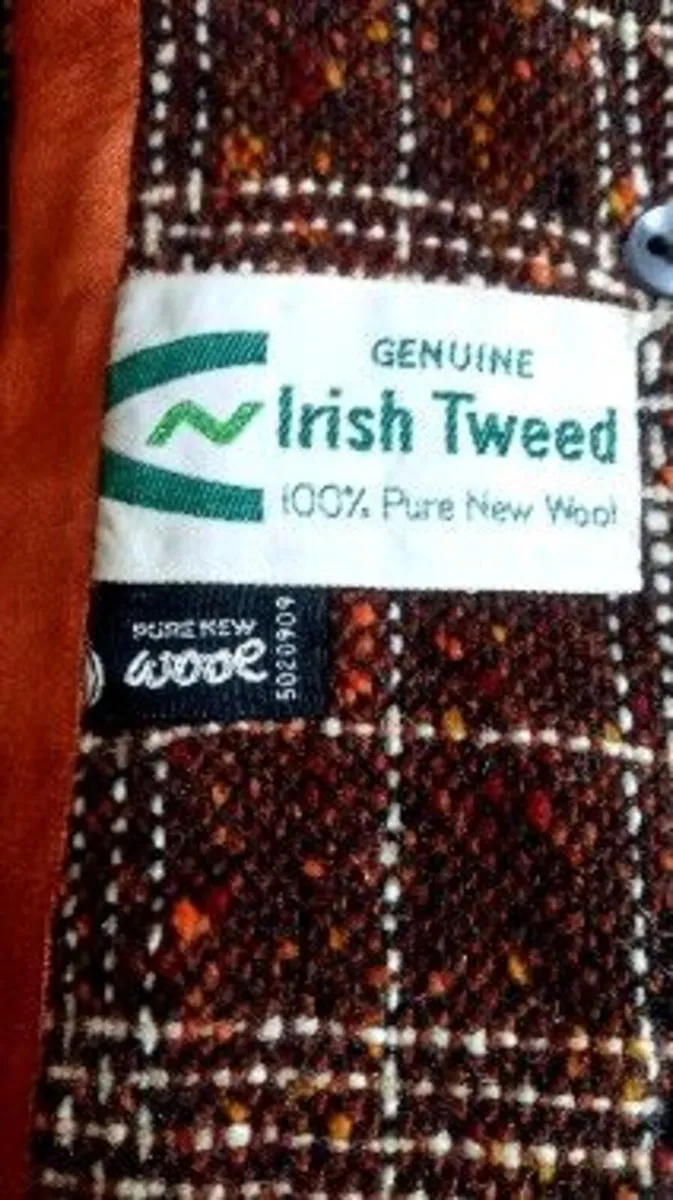 GENUINE
Irish Tweed
100% Pure New Wool
PURE NEW
wool
5020909